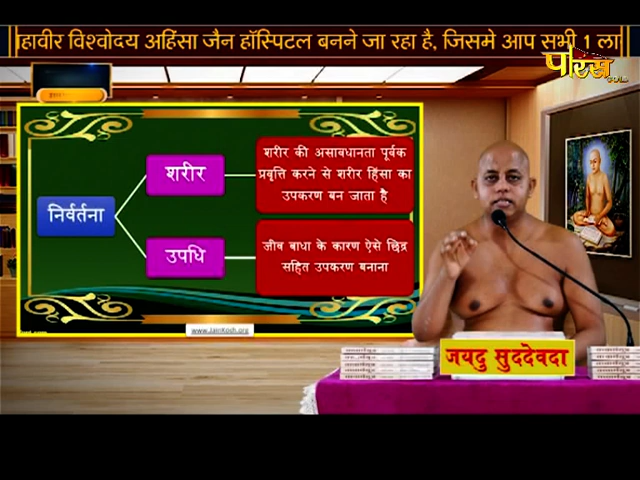 हावीर विश्वोदय अहिंसा जैन हॉस्पिटल बनने जा रहा है, जिसमे आप सभी 1 ला
पारस
निर्वर्तना
शरीर
शरीर की असावधानता पूर्वक
प्रवृत्ति करने से शरीर हिंसा का
उपकरण बन जाता है
उपधि
जीव बाधा के कारण ऐसे छिद्र
सहित उपकरण बनाना
www.JainKosh.org
जयदु सुददेवदा